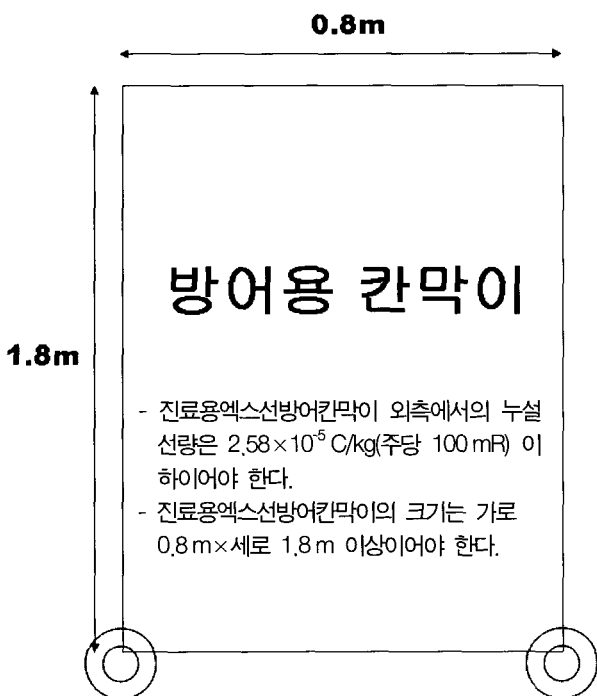 0.8m
방어용 칸막이
1.8m
- 진료용엑스선방어칸막이 외측에서의 누설
선량은 2.58×10⁻⁵ C/kg(주당 100 mR) 이
하이어야 한다.
- 진료용엑스선방어칸막이의 크기는 가로
0.8 m×세로 1.8 m 이상이어야 한다.